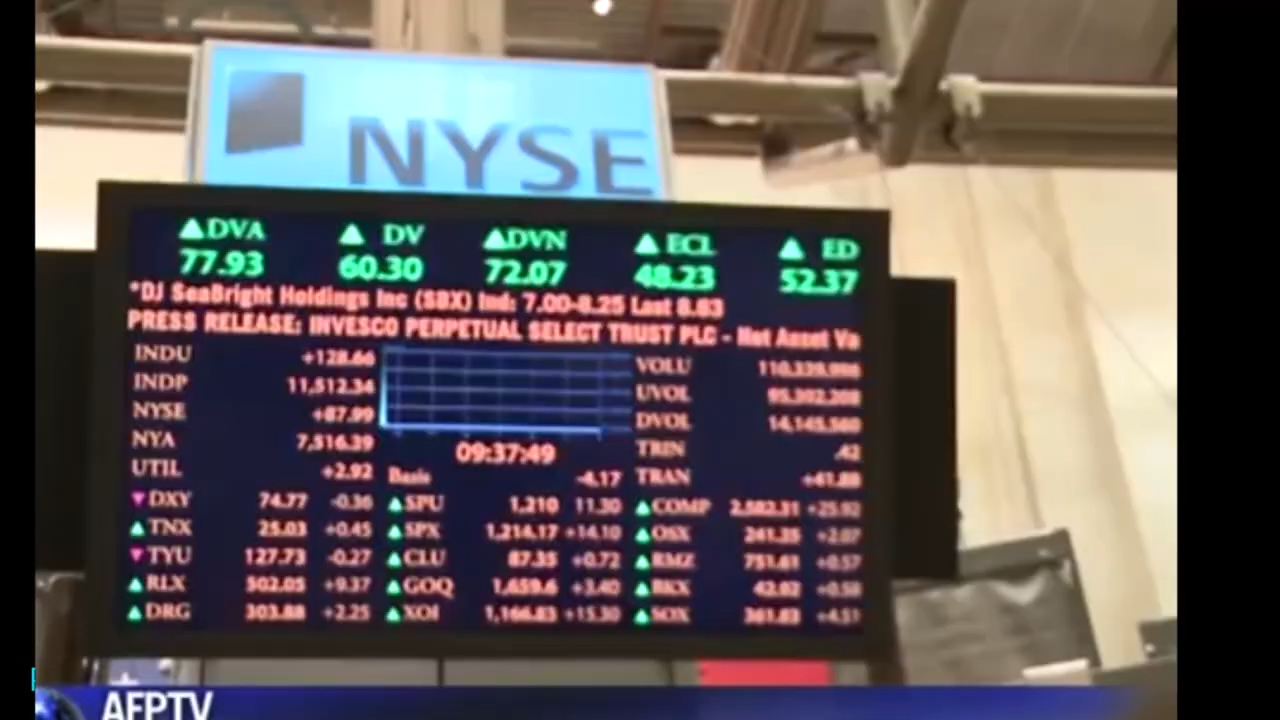 NYSE
▲DVA ▲ DV ▲DVN ▲ECL ▲ ED
77.93 60.30 72.07 48.23 52.37
*DJ SeaBright Holdings Inc (SBX) Ind: 7.00-8.25 Last 8.63
PRESS RELEASE: INVESCO PERPETUAL SELECT TRUST PLC - Net Asset Va
INDU +128.66 VOLU
INDP 11,512.34 UVOL
NYSE +87.99 DVOL 14,145,560
NYA 7,516.39 09:37:49 TRIN .42
UTIL +2.92 Basis -4.17 TRAN +41.88
▼DXY 74.77 -0.36 ▲SPU 1,210 11.30 ▲COMP 2,582.31 +25.92
▲TNX 25.03 +0.45 ▲SPX 1,214.17 +14.10 ▲OSX 241.35 +2.07
▼TYU 127.73 -0.27 ▲CLU 87.35 +0.72 ▲RMZ 751.61 +0.57
▲RLX 502.05 +9.37 ▲GOQ 1,659.6 +3.40 ▲BKX 42.02 +0.58
▲DRG 303.88 +2.25 ▲XOI 1,166.83 +15.30 ▲SOX 361.03 +4.51
AFPTV